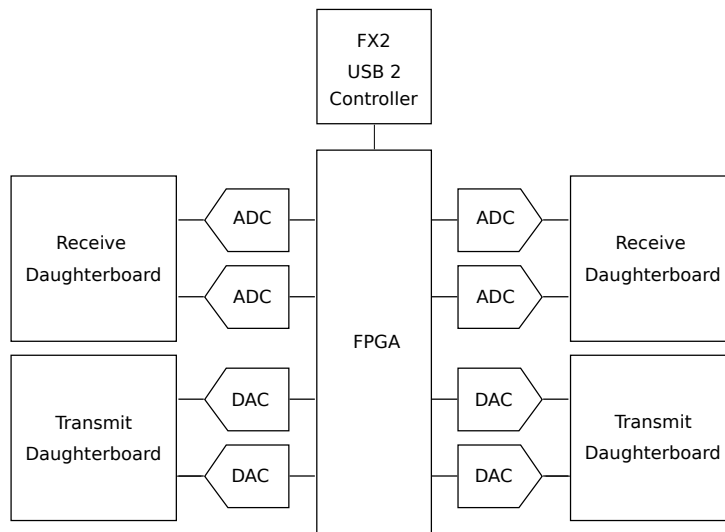 FX2
USB 2
Controller
Receive
Daughterboard
ADC
ADC
Transmit
Daughterboard
DAC
DAC
FPGA
ADC
ADC
Receive
Daughterboard
DAC
DAC
Transmit
Daughterboard